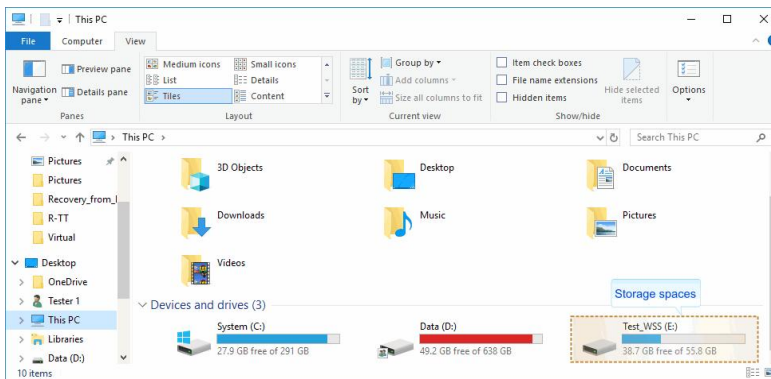 This PC
File Computer View
Navigation pane
Preview pane
Details pane
Panes
Medium icons Small icons
List Details
Tiles Content
Layout
Sort by
Group by
Add columns
Size all columns to fit
Current view
Item check boxes
File name extensions
Hidden items
Hide selected items
Show/hide
Options
This PC
Search This PC
Pictures
Pictures
Recovery_from_
R-TT
Virtual
Desktop
OneDrive
Tester 1
This PC
Libraries
Data (D:)
3D Objects Desktop Documents
Downloads Music Pictures
Videos
Storage spaces
Devices and drives (3)
System (C:)
27.9 GB free of 291 GB
Data (D:)
49.2 GB free of 638 GB
Test_WSS (E:)
38.7 GB free of 55.8 GB
10 items